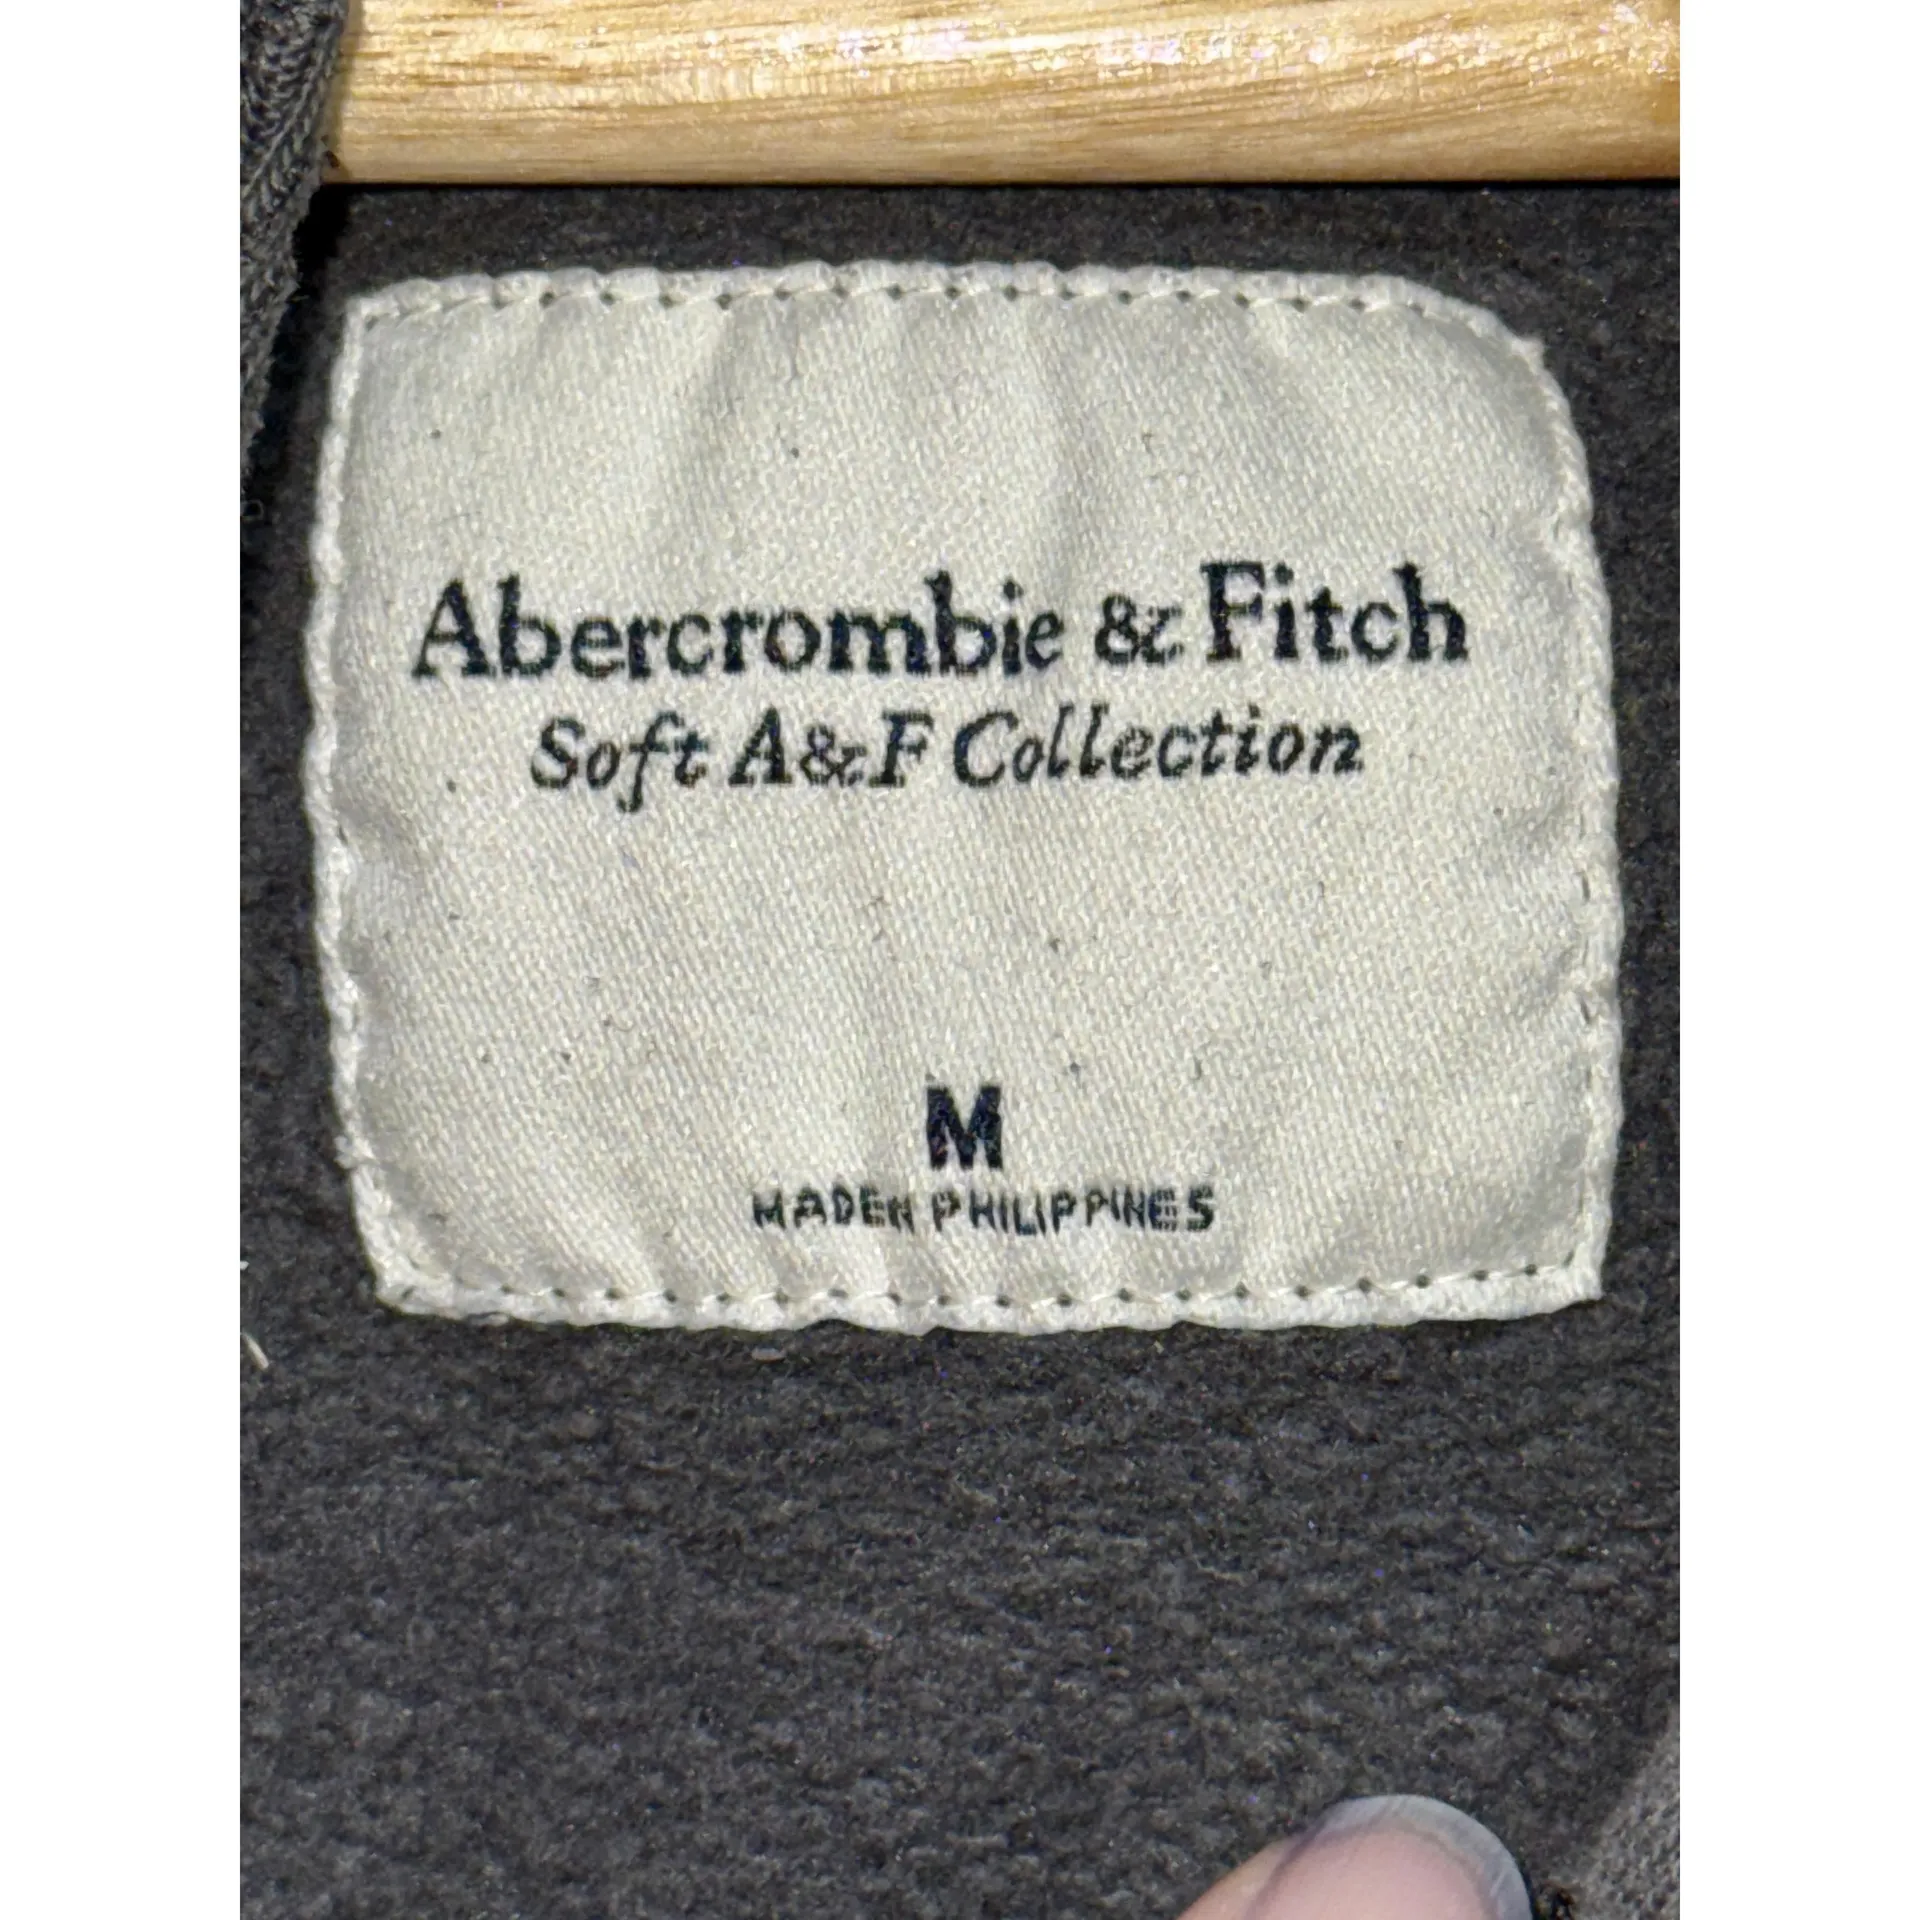 Abercrombie & Fitch
Soft A&F Collection
M
MADE IN PHILIPPINES